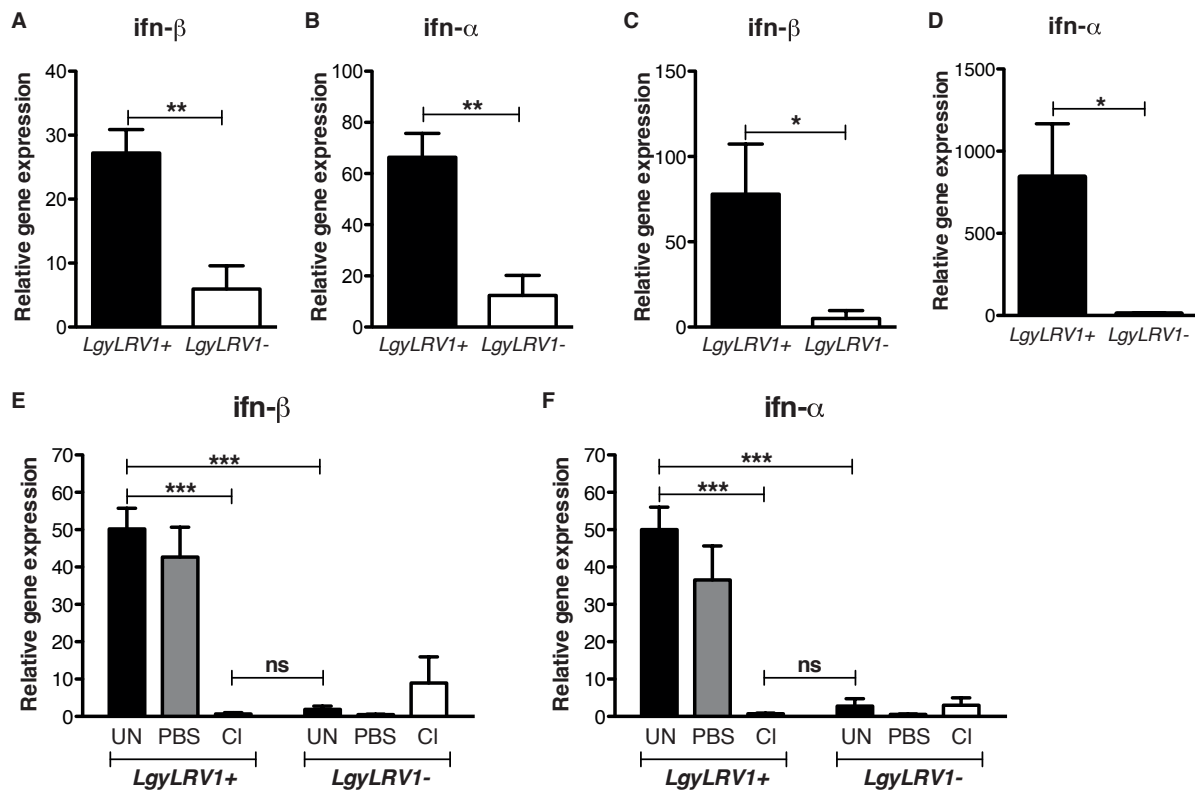 A
ifn-β
Relative gene expression
40
30
20
10
0
**
LgyLRV1+ LgyLRV1-
B
ifn-α
Relative gene expression
100
80
60
40
20
0
**
LgyLRV1+ LgyLRV1-
C
ifn-β
Relative gene expression
150
100
50
0
*
LgyLRV1+ LgyLRV1-
D
ifn-α
Relative gene expression
1500
1000
500
0
*
LgyLRV1+ LgyLRV1-
E
ifn-β
Relative gene expression
70
60
50
40
30
20
10
0
***
***
ns
UN PBS CI UN PBS CI
LgyLRV1+ LgyLRV1-
F
ifn-α
Relative gene expression
70
60
50
40
30
20
10
0
***
***
ns
UN PBS CI UN PBS CI
LgyLRV1+ LgyLRV1-